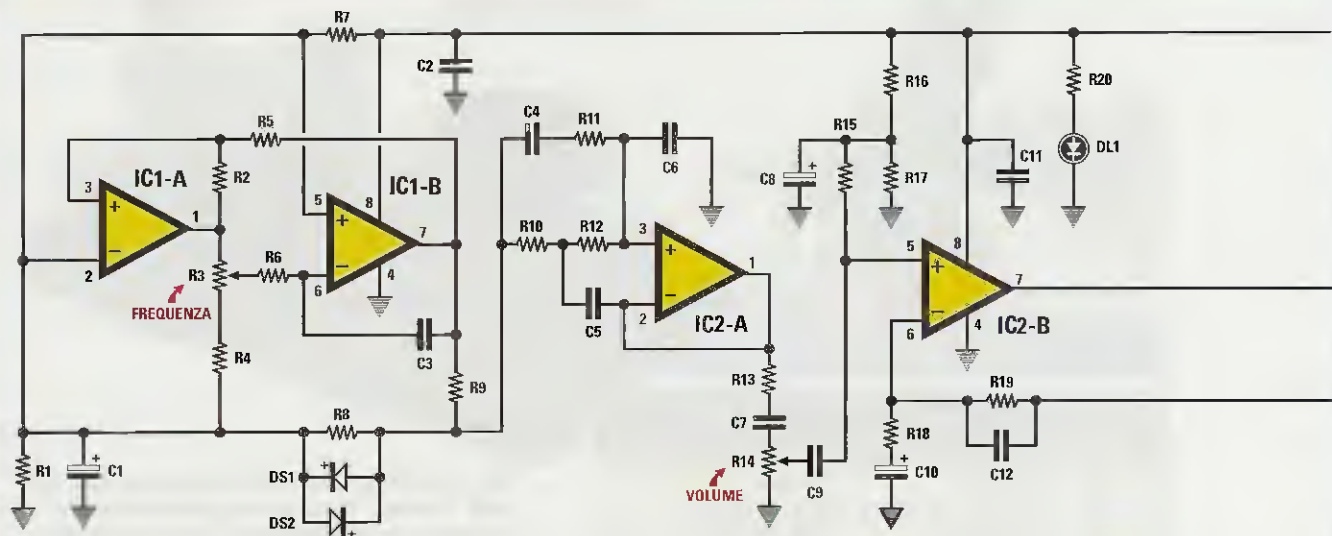 R7
C2
R16
R20
R5
C4
R11
C6
R15
C8
+
R17
C11
DL1
IC1-A
R2
IC1-B
3
+
1
−
2
5
8
+
7
−
6
4
R3
R6
FREQUENZA
R10
R12
3
+
1
−
2
C5
IC2-A
5
8
+
7
−
6
4
IC2-B
R4
C3
R9
R13
R19
R8
C7
R18
C12
R1
C1
+
DS1
+
R14
C9
+
C10
VOLUME
DS2
+